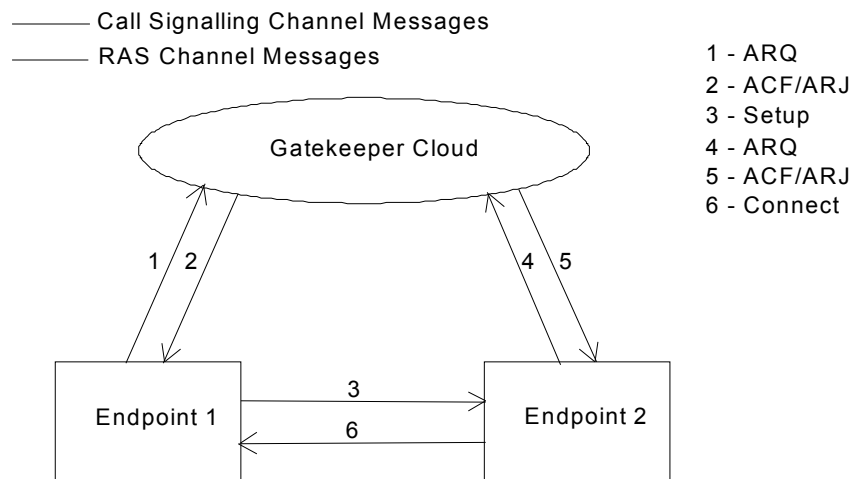 Call Signalling Channel Messages
RAS Channel Messages
1 - ARQ
2 - ACF/ARJ
3 - Setup
4 - ARQ
5 - ACF/ARJ
6 - Connect
Gatekeeper Cloud
1
2
4
5
Endpoint 1
3
6
Endpoint 2